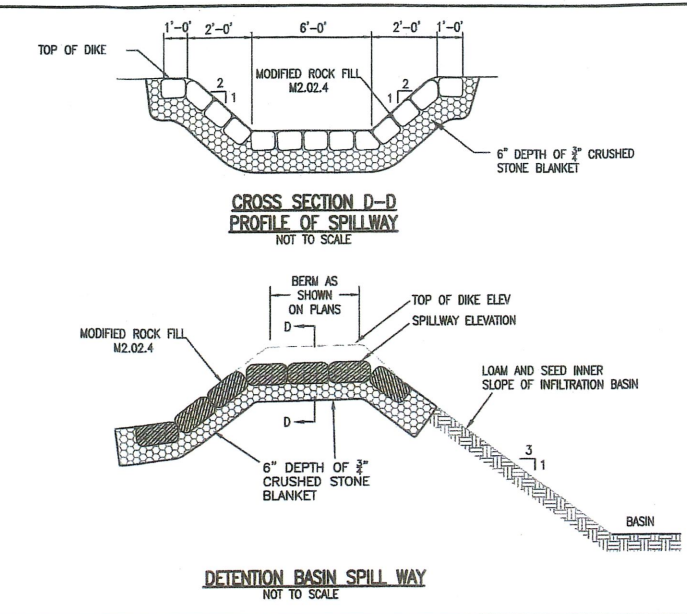 1'-0" 2'-0" 6'-0" 2'-0" 1'-0"
TOP OF DIKE
MODIFIED ROCK FILL
M2.02.4
2
1
2
1
6" DEPTH OF 3/4" CRUSHED
STONE BLANKET
CROSS SECTION D-D
PROFILE OF SPILLWAY
NOT TO SCALE
BERM AS
SHOWN
ON PLANS
D
TOP OF DIKE ELEV
SPILLWAY ELEVATION
MODIFIED ROCK FILL
M2.02.4
LOAM AND SEED INNER
SLOPE OF INFILTRATION BASIN
D
3
1
6" DEPTH OF 3/4"
CRUSHED STONE
BLANKET
BASIN
DETENTION BASIN SPILL WAY
NOT TO SCALE